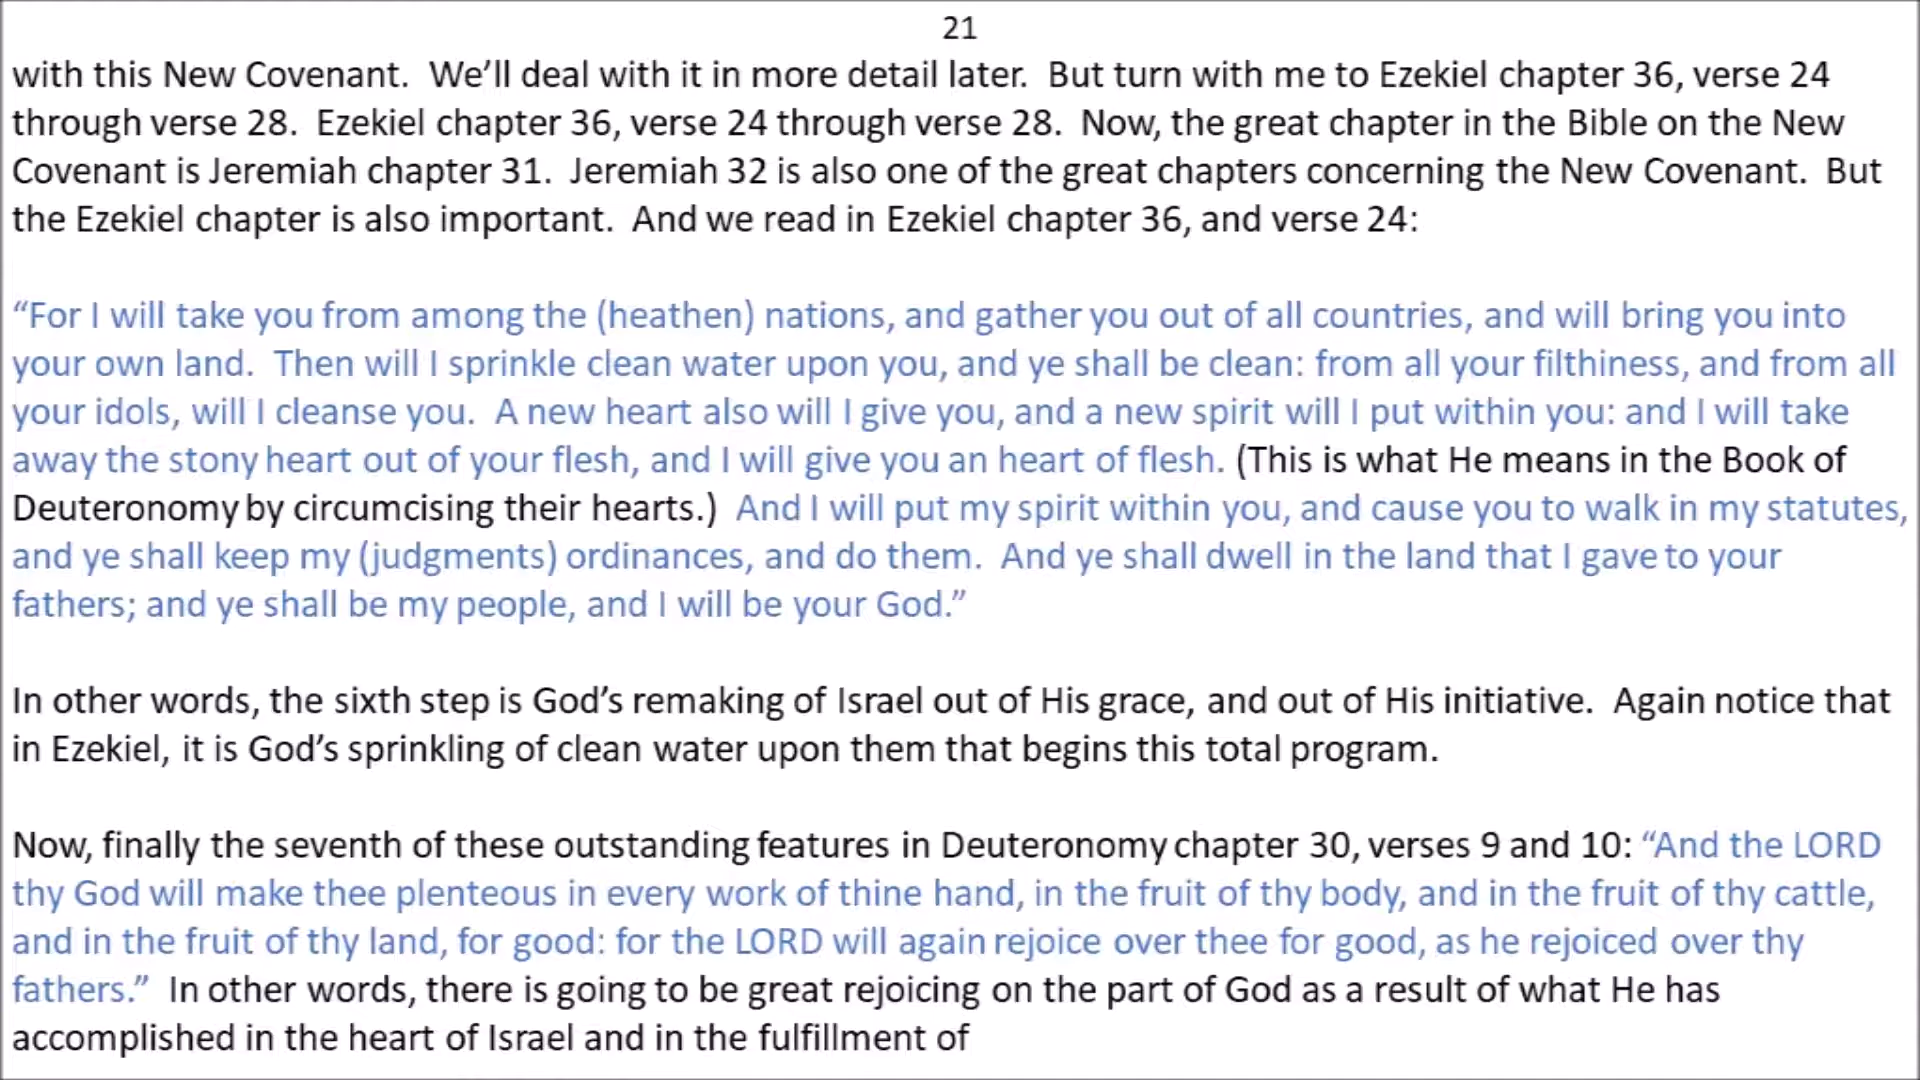 21
with this New Covenant.  We’ll deal with it in more detail later.  But turn with me to Ezekiel chapter 36, verse 24
through verse 28.  Ezekiel chapter 36, verse 24 through verse 28.  Now, the great chapter in the Bible on the New
Covenant is Jeremiah chapter 31.  Jeremiah 32 is also one of the great chapters concerning the New Covenant.  But
the Ezekiel chapter is also important.  And we read in Ezekiel chapter 36, and verse 24:
“For I will take you from among the (heathen) nations, and gather you out of all countries, and will bring you into
your own land.  Then will I sprinkle clean water upon you, and ye shall be clean: from all your filthiness, and from all
your idols, will I cleanse you.  A new heart also will I give you, and a new spirit will I put within you: and I will take
away the stony heart out of your flesh, and I will give you an heart of flesh. (This is what He means in the Book of
Deuteronomy by circumcising their hearts.)  And I will put my spirit within you, and cause you to walk in my statutes,
and ye shall keep my (judgments) ordinances, and do them.  And ye shall dwell in the land that I gave to your
fathers; and ye shall be my people, and I will be your God.”
In other words, the sixth step is God’s remaking of Israel out of His grace, and out of His initiative.  Again notice that
in Ezekiel, it is God’s sprinkling of clean water upon them that begins this total program.
Now, finally the seventh of these outstanding features in Deuteronomy chapter 30, verses 9 and 10: “And the LORD
thy God will make thee plenteous in every work of thine hand, in the fruit of thy body, and in the fruit of thy cattle,
and in the fruit of thy land, for good: for the LORD will again rejoice over thee for good, as he rejoiced over thy
fathers.”  In other words, there is going to be great rejoicing on the part of God as a result of what He has
accomplished in the heart of Israel and in the fulfillment of